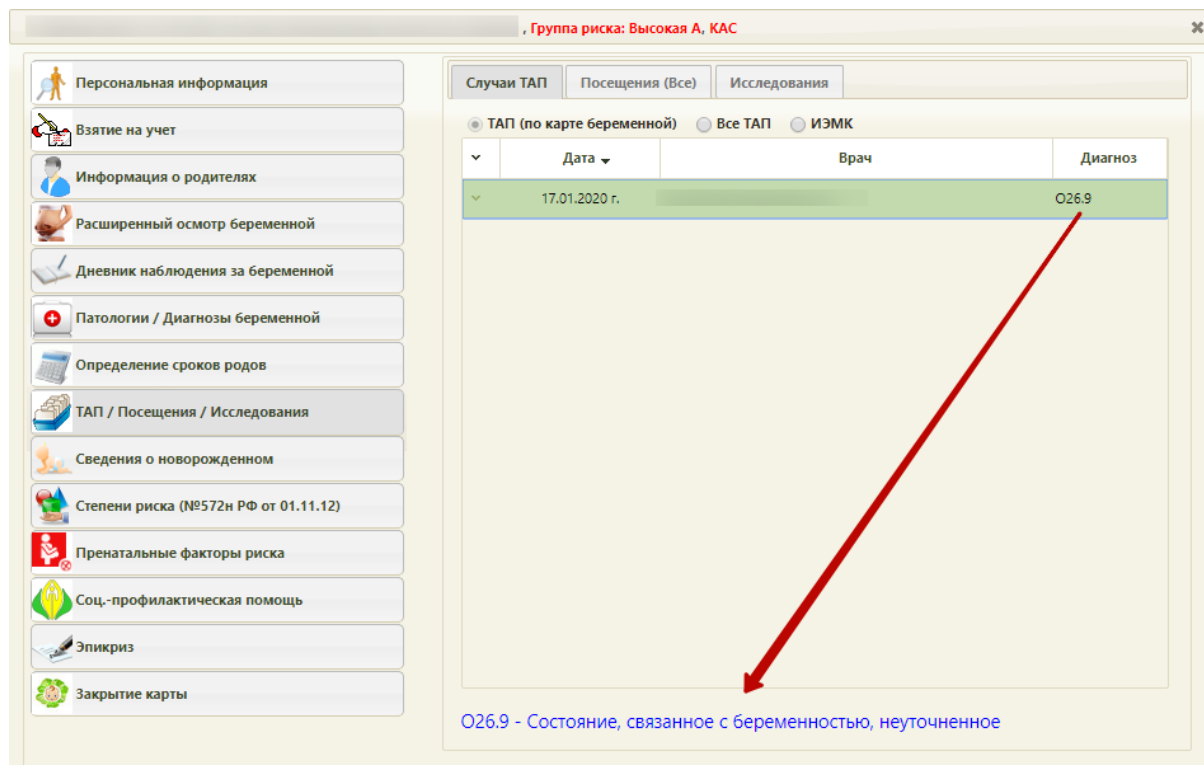 , Группа риска: Высокая А, КАС
Персональная информация
Взятие на учет
Информация о родителях
Расширенный осмотр беременной
Дневник наблюдения за беременной
Патологии / Диагнозы беременной
Определение сроков родов
ТАП / Посещения / Исследования
Сведения о новорожденном
Степени риска (№572н РФ от 01.11.12)
Пренатальные факторы риска
Соц.-профилактическая помощь
Эпикриз
Закрытие карты
Случаи ТАП Посещения (Все) Исследования
ТАП (по карте беременной) Все ТАП ИЭМК
Дата Врач Диагноз
17.01.2020 г. O26.9
O26.9 - Состояние, связанное с беременностью, неуточненное